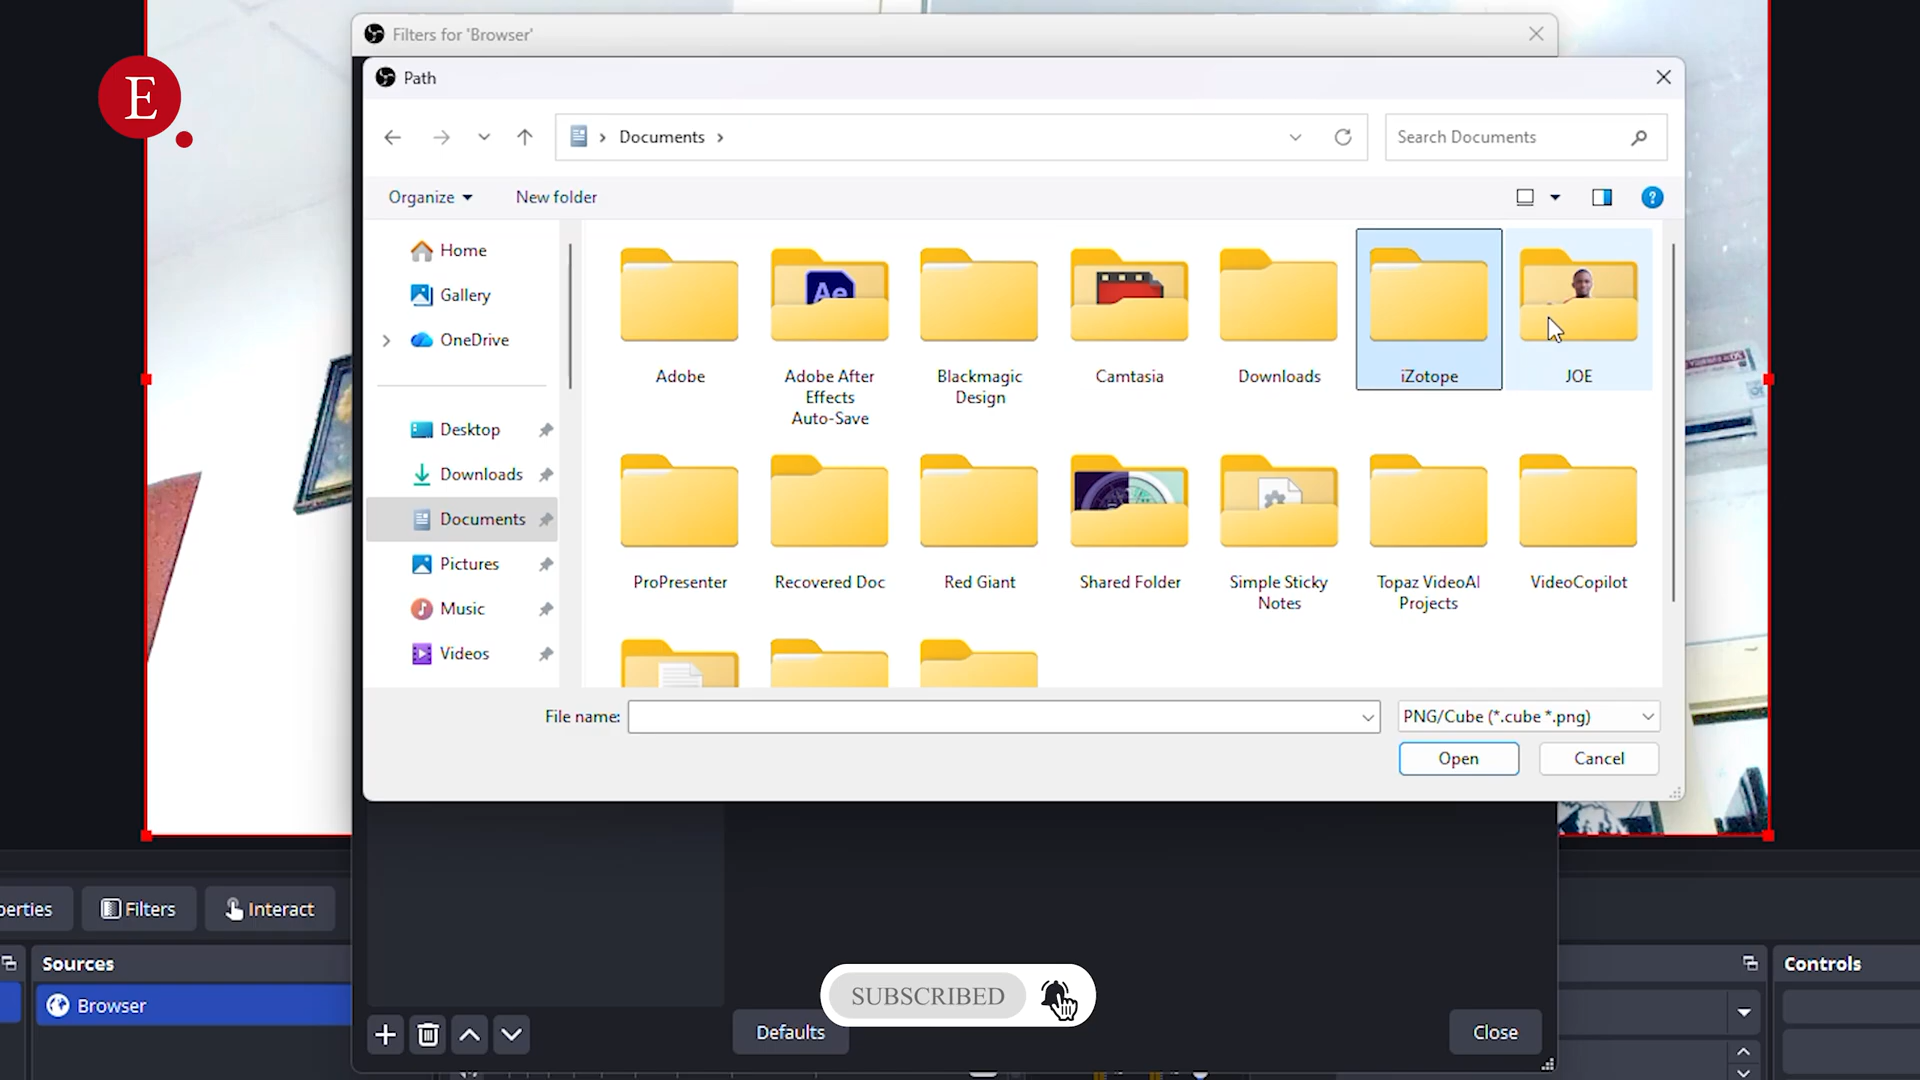 Filters for 'Browser'
E
Path
Documents
Search Documents
Organize
New folder
?
Home
Gallery
OneDrive
Desktop
Downloads
Documents
Pictures
Music
Videos
Ae
Adobe
Adobe After
Effects
Auto-Save
Blackmagic
Design
Camtasia
Downloads
iZotope
JOE
ProPresenter
Recovered Doc
Red Giant
Shared Folder
Simple Sticky
Notes
Topaz VideoAI
Projects
VideoCopilot
File name:
PNG/Cube (*.cube *.png)
Open
Cancel
perties
Filters
Interact
Sources
Browser
Controls
SUBSCRIBED
Defaults
Close